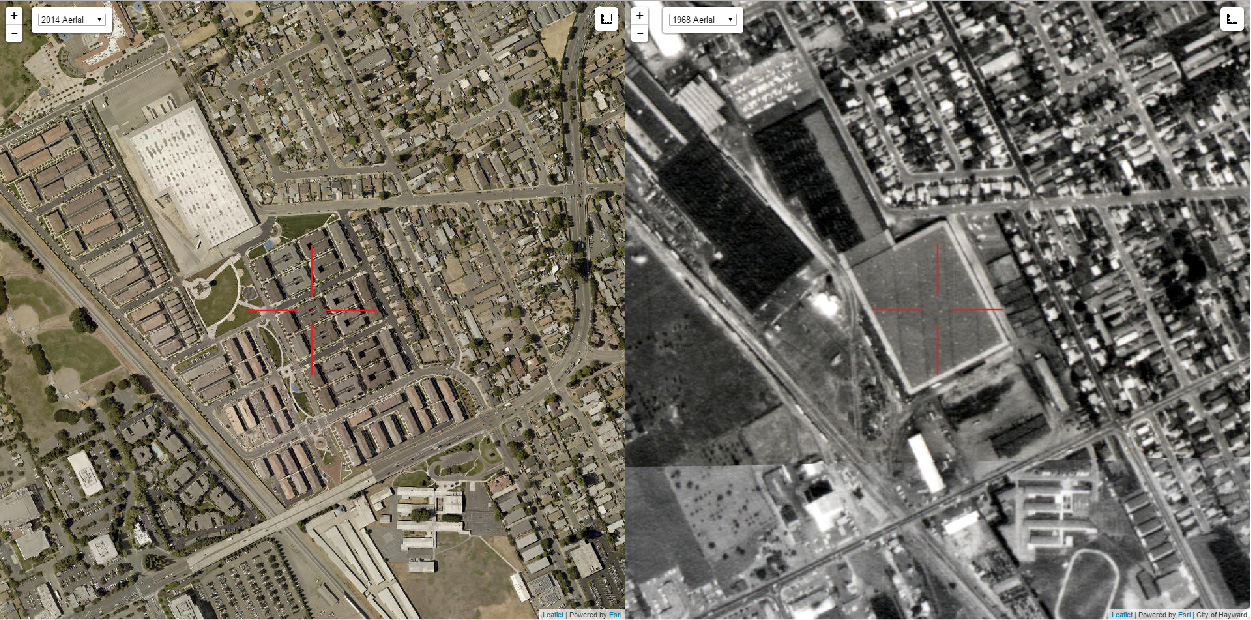 +
−
2014 Aerial
+
−
1968 Aerial
Leaflet | Powered by Esri
Leaflet | Powered by Esri | City of Hayward